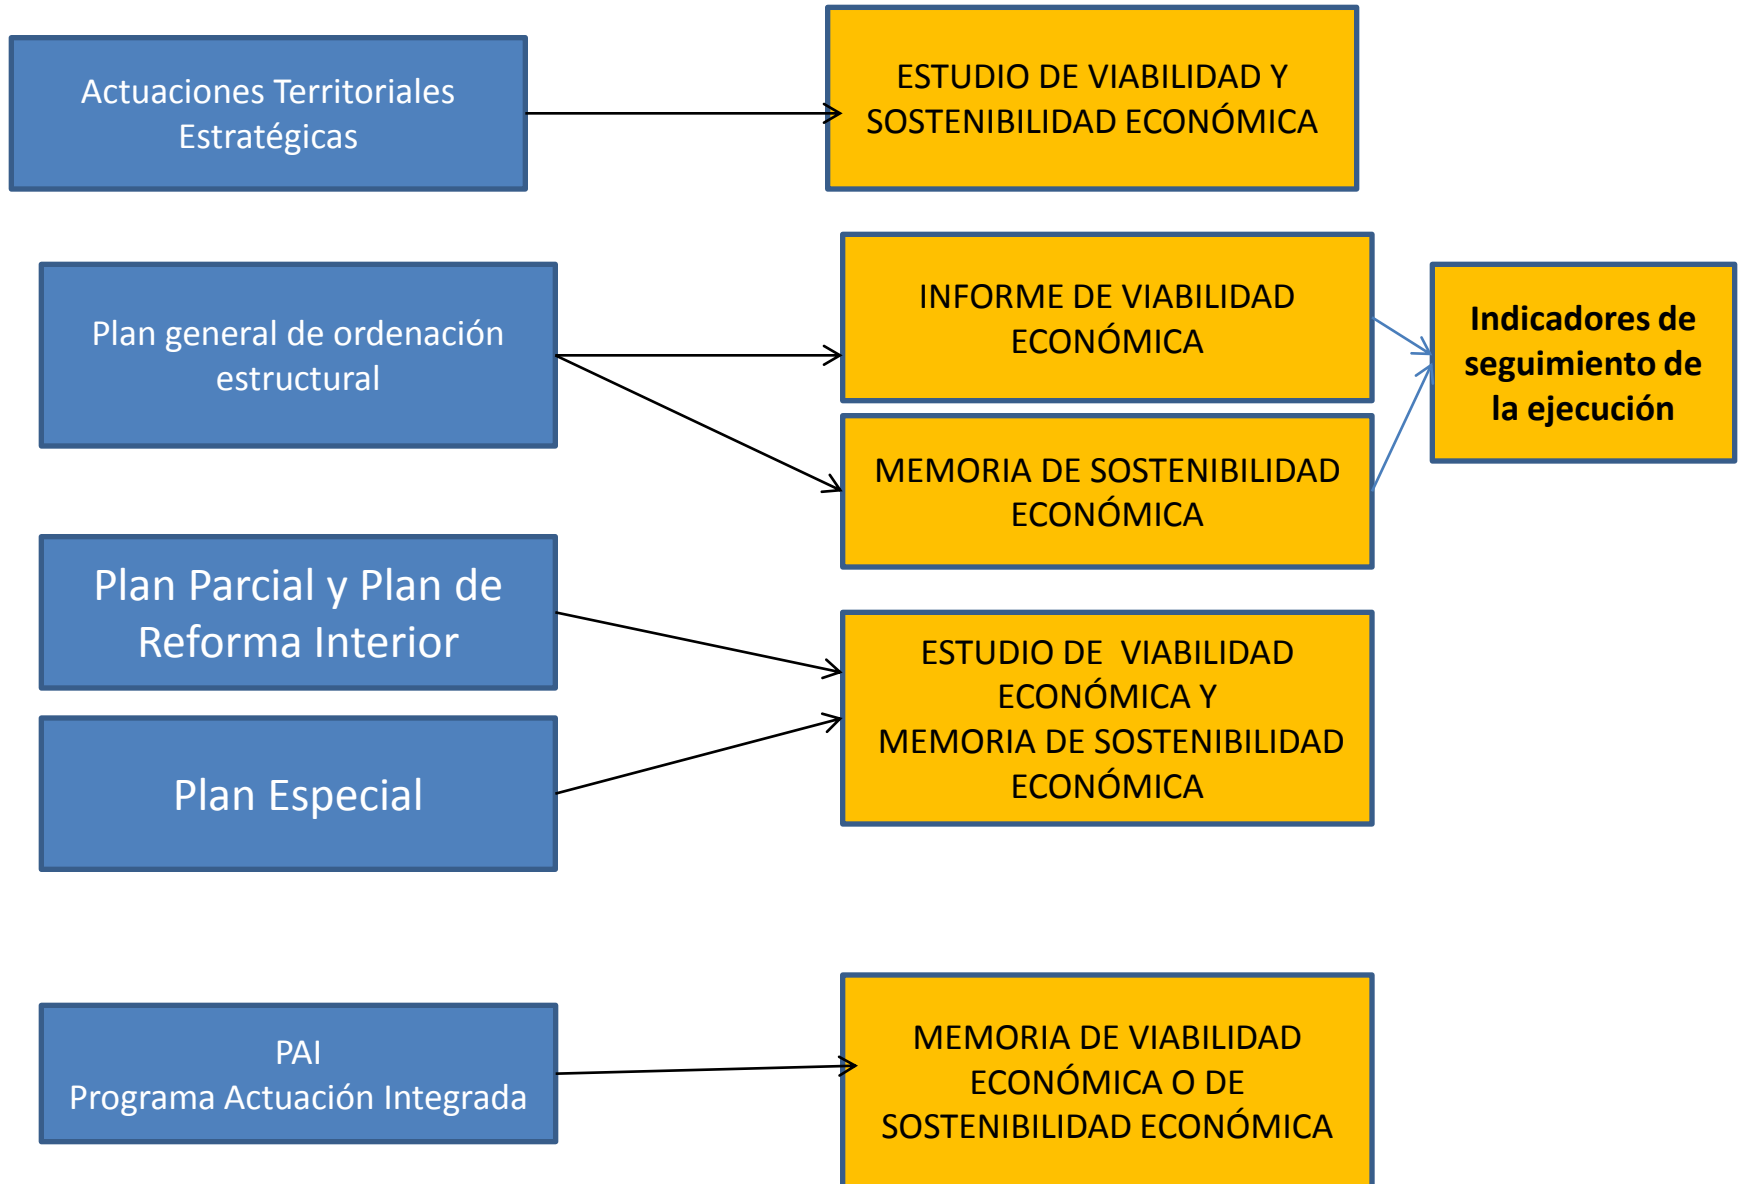 Actuaciones Territoriales
Estratégicas
ESTUDIO DE VIABILIDAD Y
SOSTENIBILIDAD ECONÓMICA
Plan general de ordenación
estructural
INFORME DE VIABILIDAD
ECONÓMICA
Indicadores de
seguimiento de
la ejecución
MEMORIA DE SOSTENIBILIDAD
ECONÓMICA
Plan Parcial y Plan de
Reforma Interior
Plan Especial
ESTUDIO DE VIABILIDAD
ECONÓMICA Y
MEMORIA DE SOSTENIBILIDAD
ECONÓMICA
PAI
Programa Actuación Integrada
MEMORIA DE VIABILIDAD
ECONÓMICA O DE
SOSTENIBILIDAD ECONÓMICA